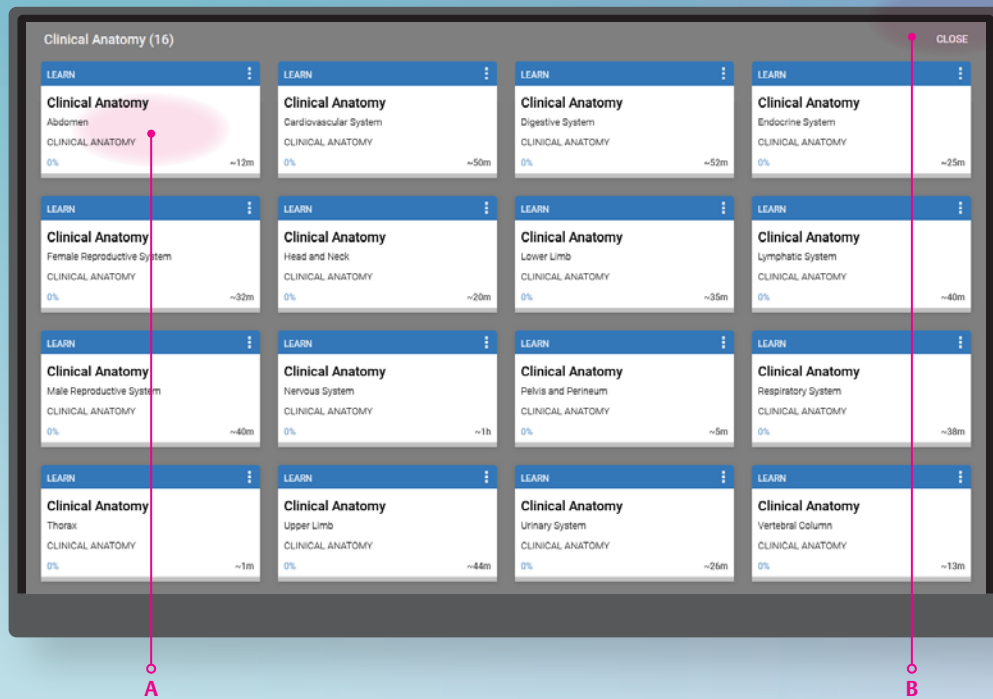 Clinical Anatomy (16)
CLOSE
LEARN
Clinical Anatomy
Abdomen
CLINICAL ANATOMY
0%
~12m
LEARN
Clinical Anatomy
Cardiovascular System
CLINICAL ANATOMY
0%
~50m
LEARN
Clinical Anatomy
Digestive System
CLINICAL ANATOMY
0%
~52m
LEARN
Clinical Anatomy
Endocrine System
CLINICAL ANATOMY
0%
~25m
LEARN
Clinical Anatomy
Female Reproductive System
CLINICAL ANATOMY
0%
~32m
LEARN
Clinical Anatomy
Head and Neck
CLINICAL ANATOMY
0%
~20m
LEARN
Clinical Anatomy
Lower Limb
CLINICAL ANATOMY
0%
~35m
LEARN
Clinical Anatomy
Lymphatic System
CLINICAL ANATOMY
0%
~40m
LEARN
Clinical Anatomy
Male Reproductive System
CLINICAL ANATOMY
0%
~40m
LEARN
Clinical Anatomy
Nervous System
CLINICAL ANATOMY
0%
~1h
LEARN
Clinical Anatomy
Pelvis and Perineum
CLINICAL ANATOMY
0%
~5m
LEARN
Clinical Anatomy
Respiratory System
CLINICAL ANATOMY
0%
~38m
LEARN
Clinical Anatomy
Thorax
CLINICAL ANATOMY
0%
~1m
LEARN
Clinical Anatomy
Upper Limb
CLINICAL ANATOMY
0%
~44m
LEARN
Clinical Anatomy
Urinary System
CLINICAL ANATOMY
0%
~26m
LEARN
Clinical Anatomy
Vertebral Column
CLINICAL ANATOMY
0%
~13m
A
B